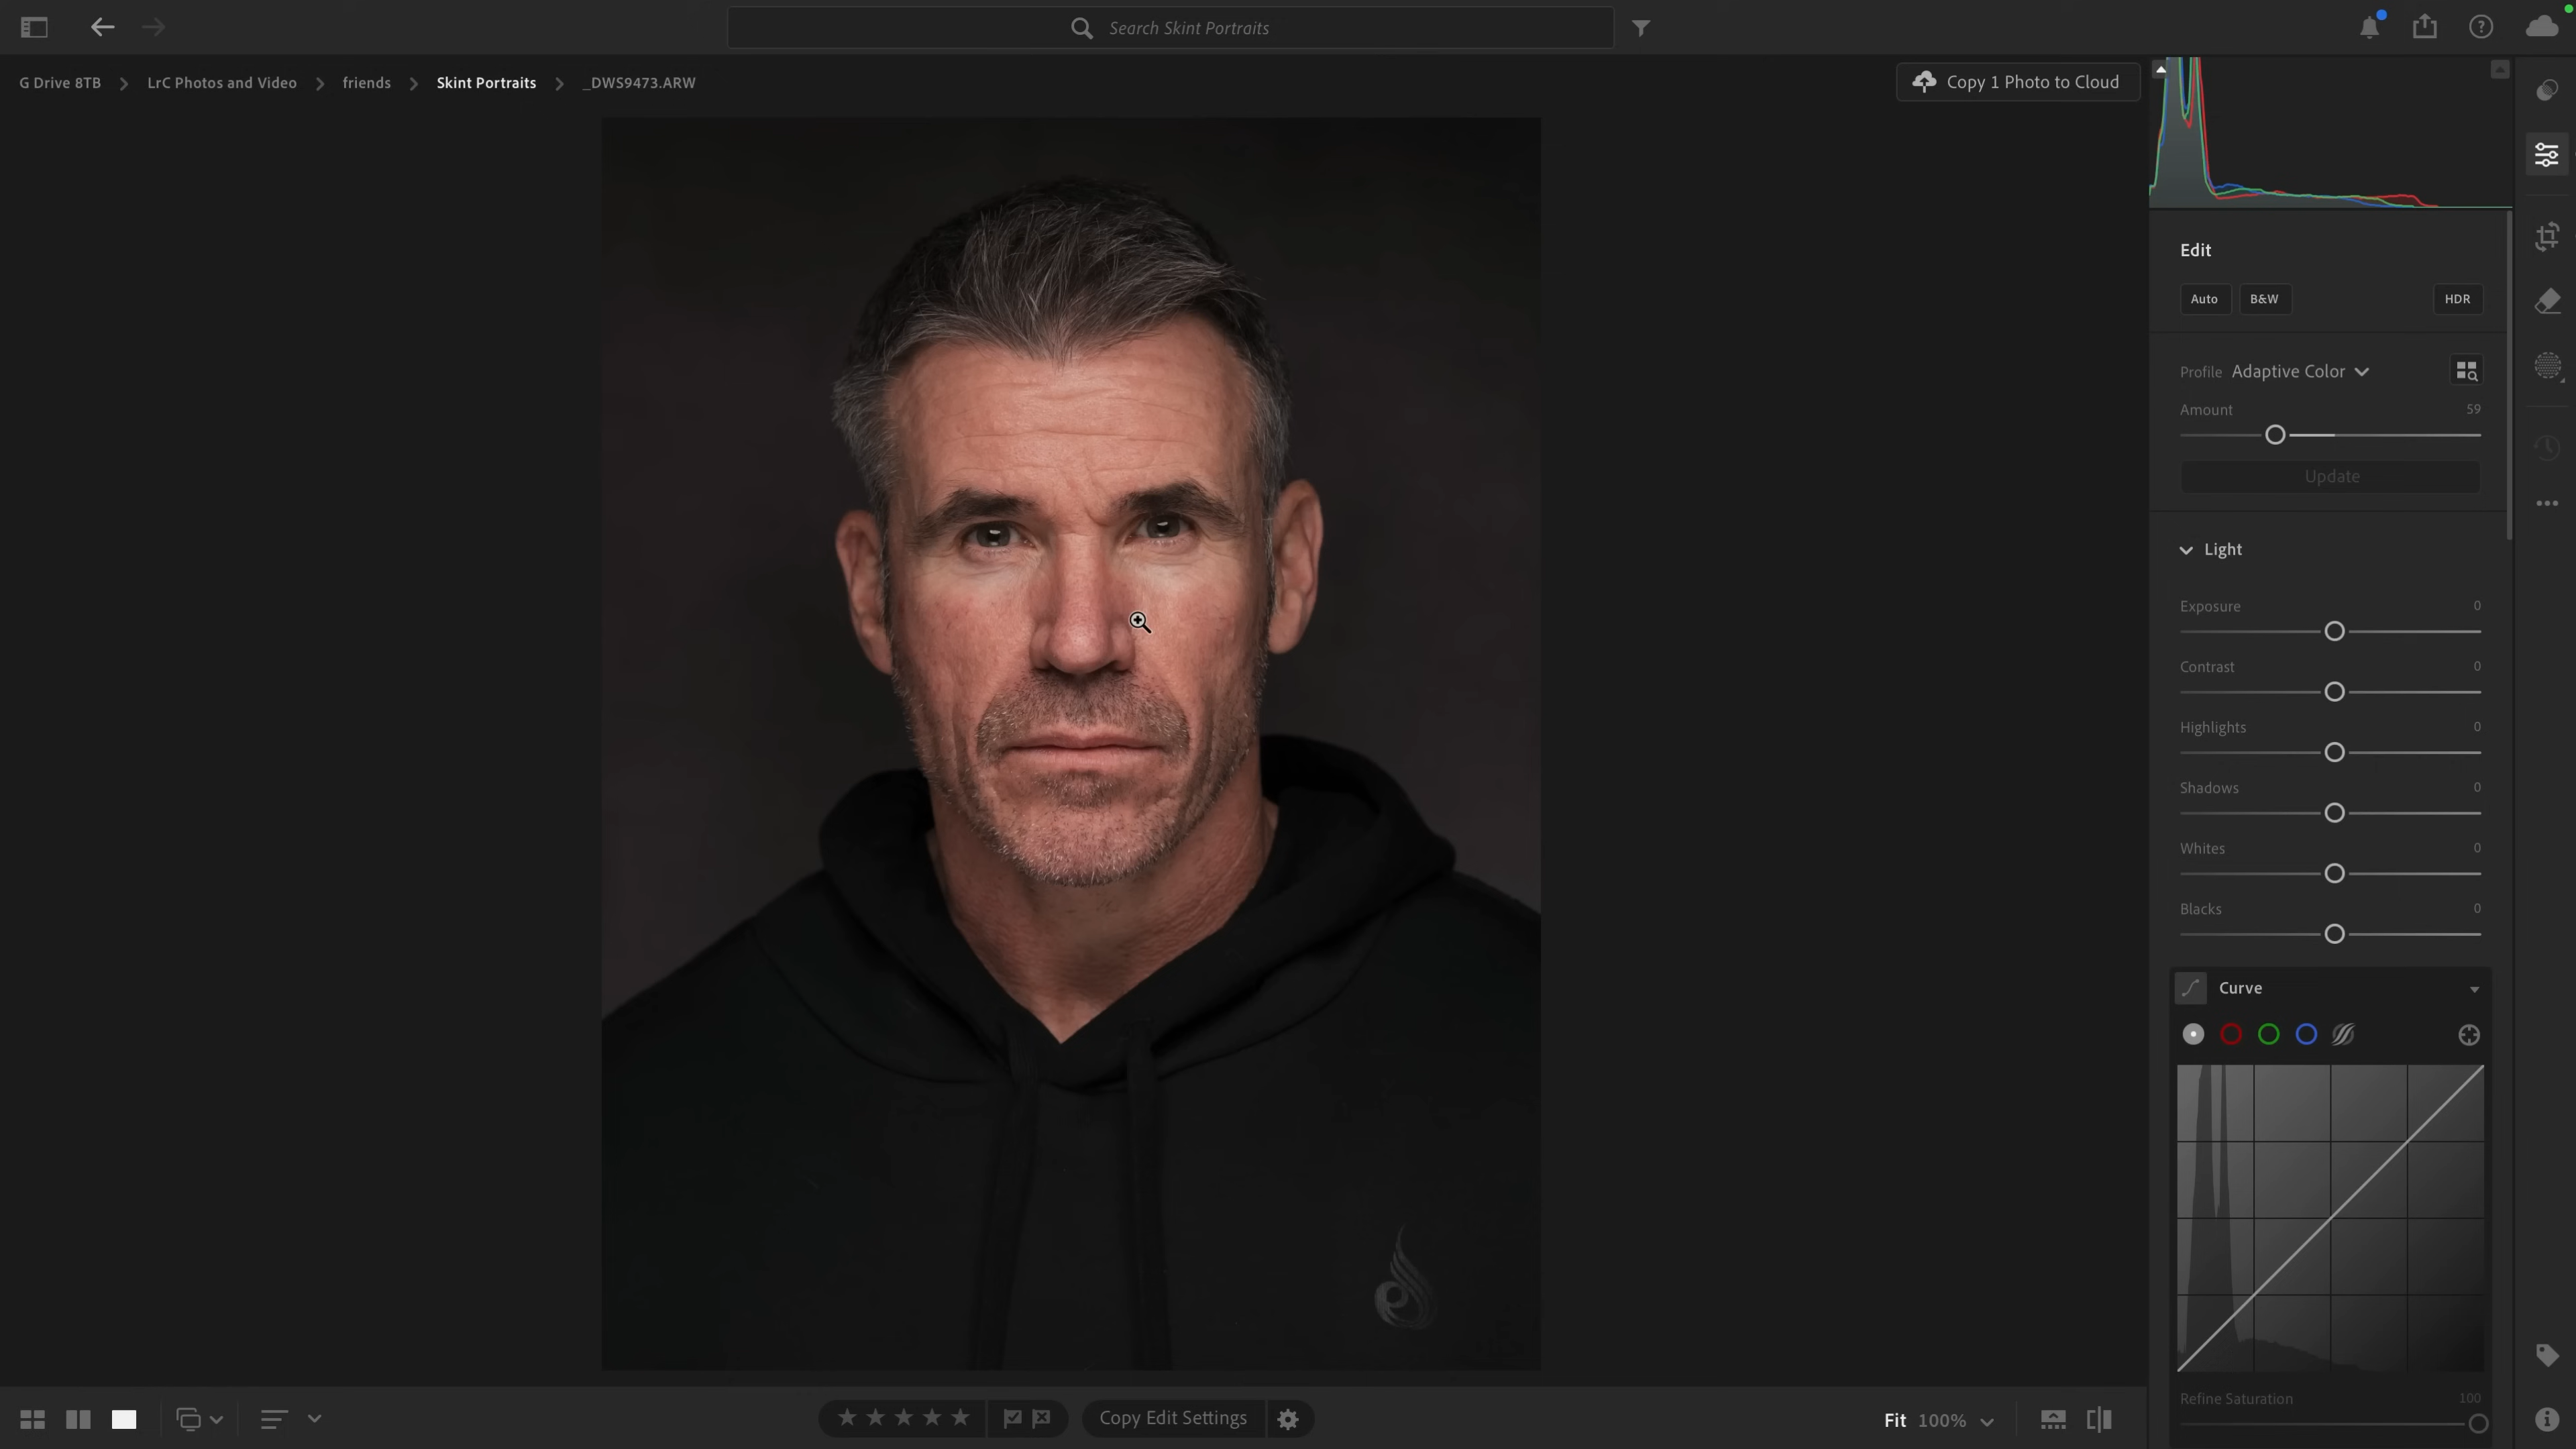 Search Skint Portraits
G Drive 8TB LrC Photos and Video friends Skint Portraits _DWS9473.ARW
Copy 1 Photo to Cloud
Edit
Auto B&W HDR
Profile Adaptive Color
Amount 59
Update
Light
Exposure 0
Contrast 0
Highlights 0
Shadows 0
Whites 0
Blacks 0
Curve
Refine Saturation 100
Copy Edit Settings
Fit 100%